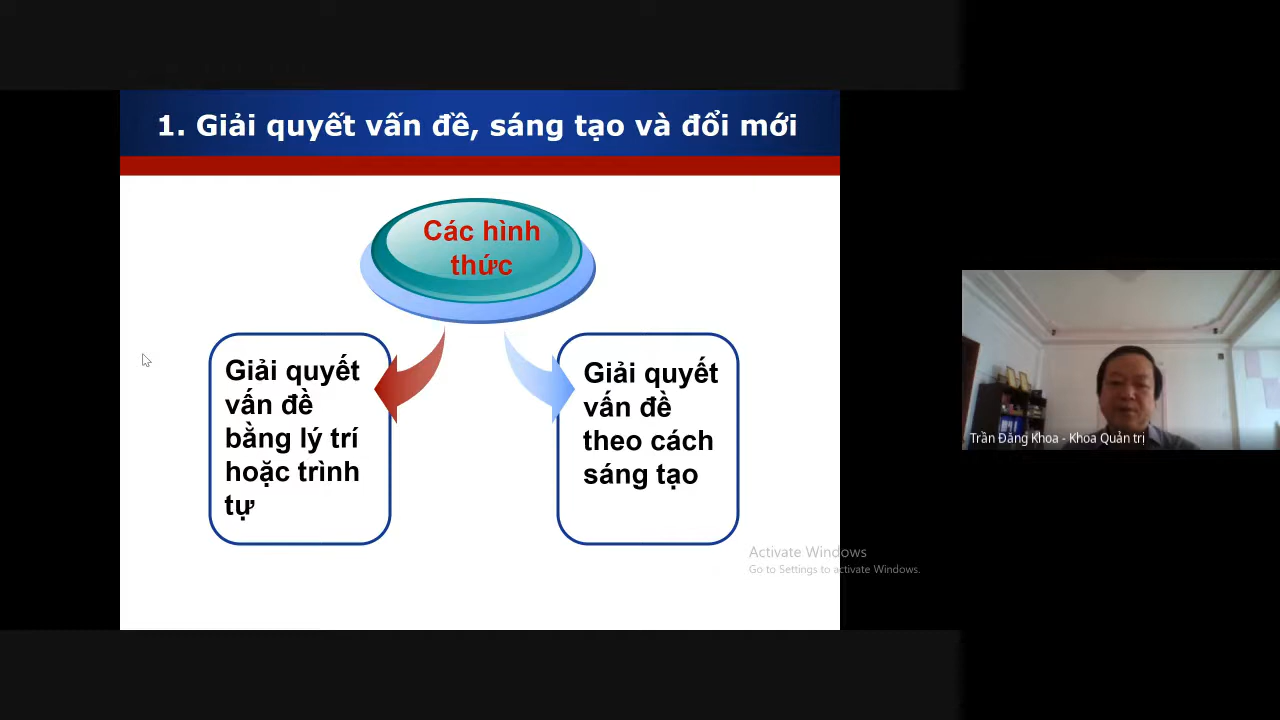 1. Giải quyết vấn đề, sáng tạo và đổi mới
Các hình
thức
Giải quyết
vấn đề
bằng lý trí
hoặc trình
tự
Giải quyết
vấn đề
theo cách
sáng tạo
Trần Đăng Khoa - Khoa Quản trị
Activate Windows
Go to Settings to activate Windows.